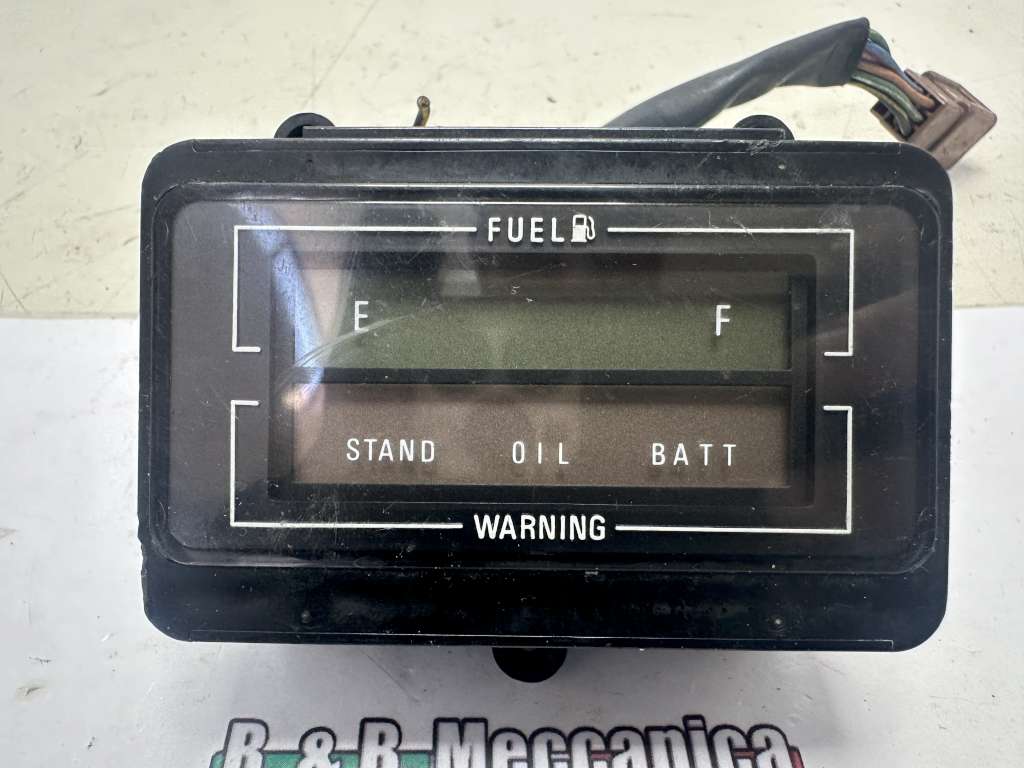 FUEL
E F
STAND OIL BATT
WARNING
R & R Meccanica